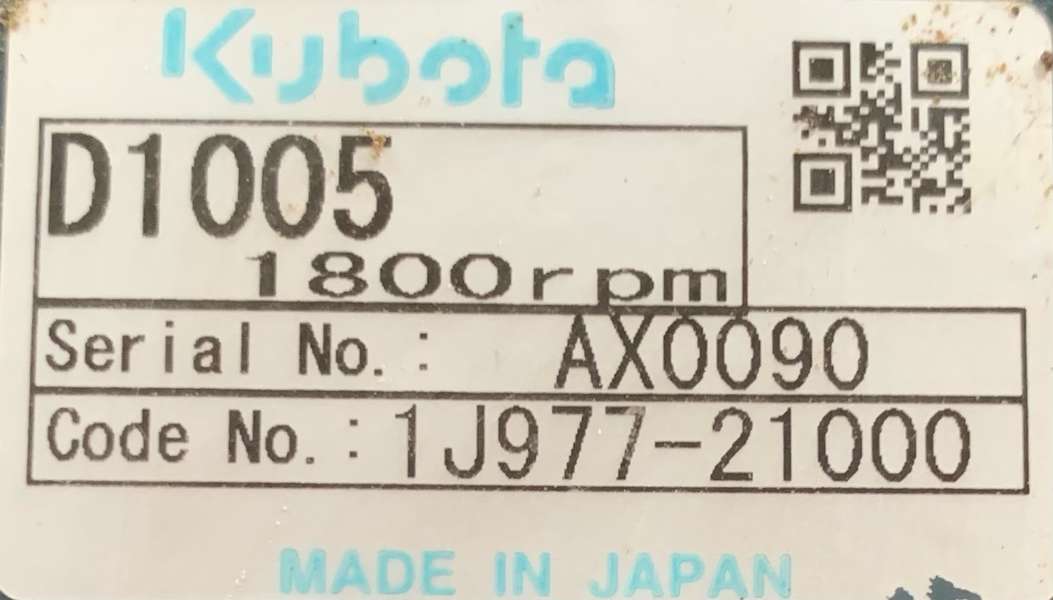 Kubota
D1005
1800rpm
Serial No.: AX0090
Code No.: 1J977-21000
MADE IN JAPAN